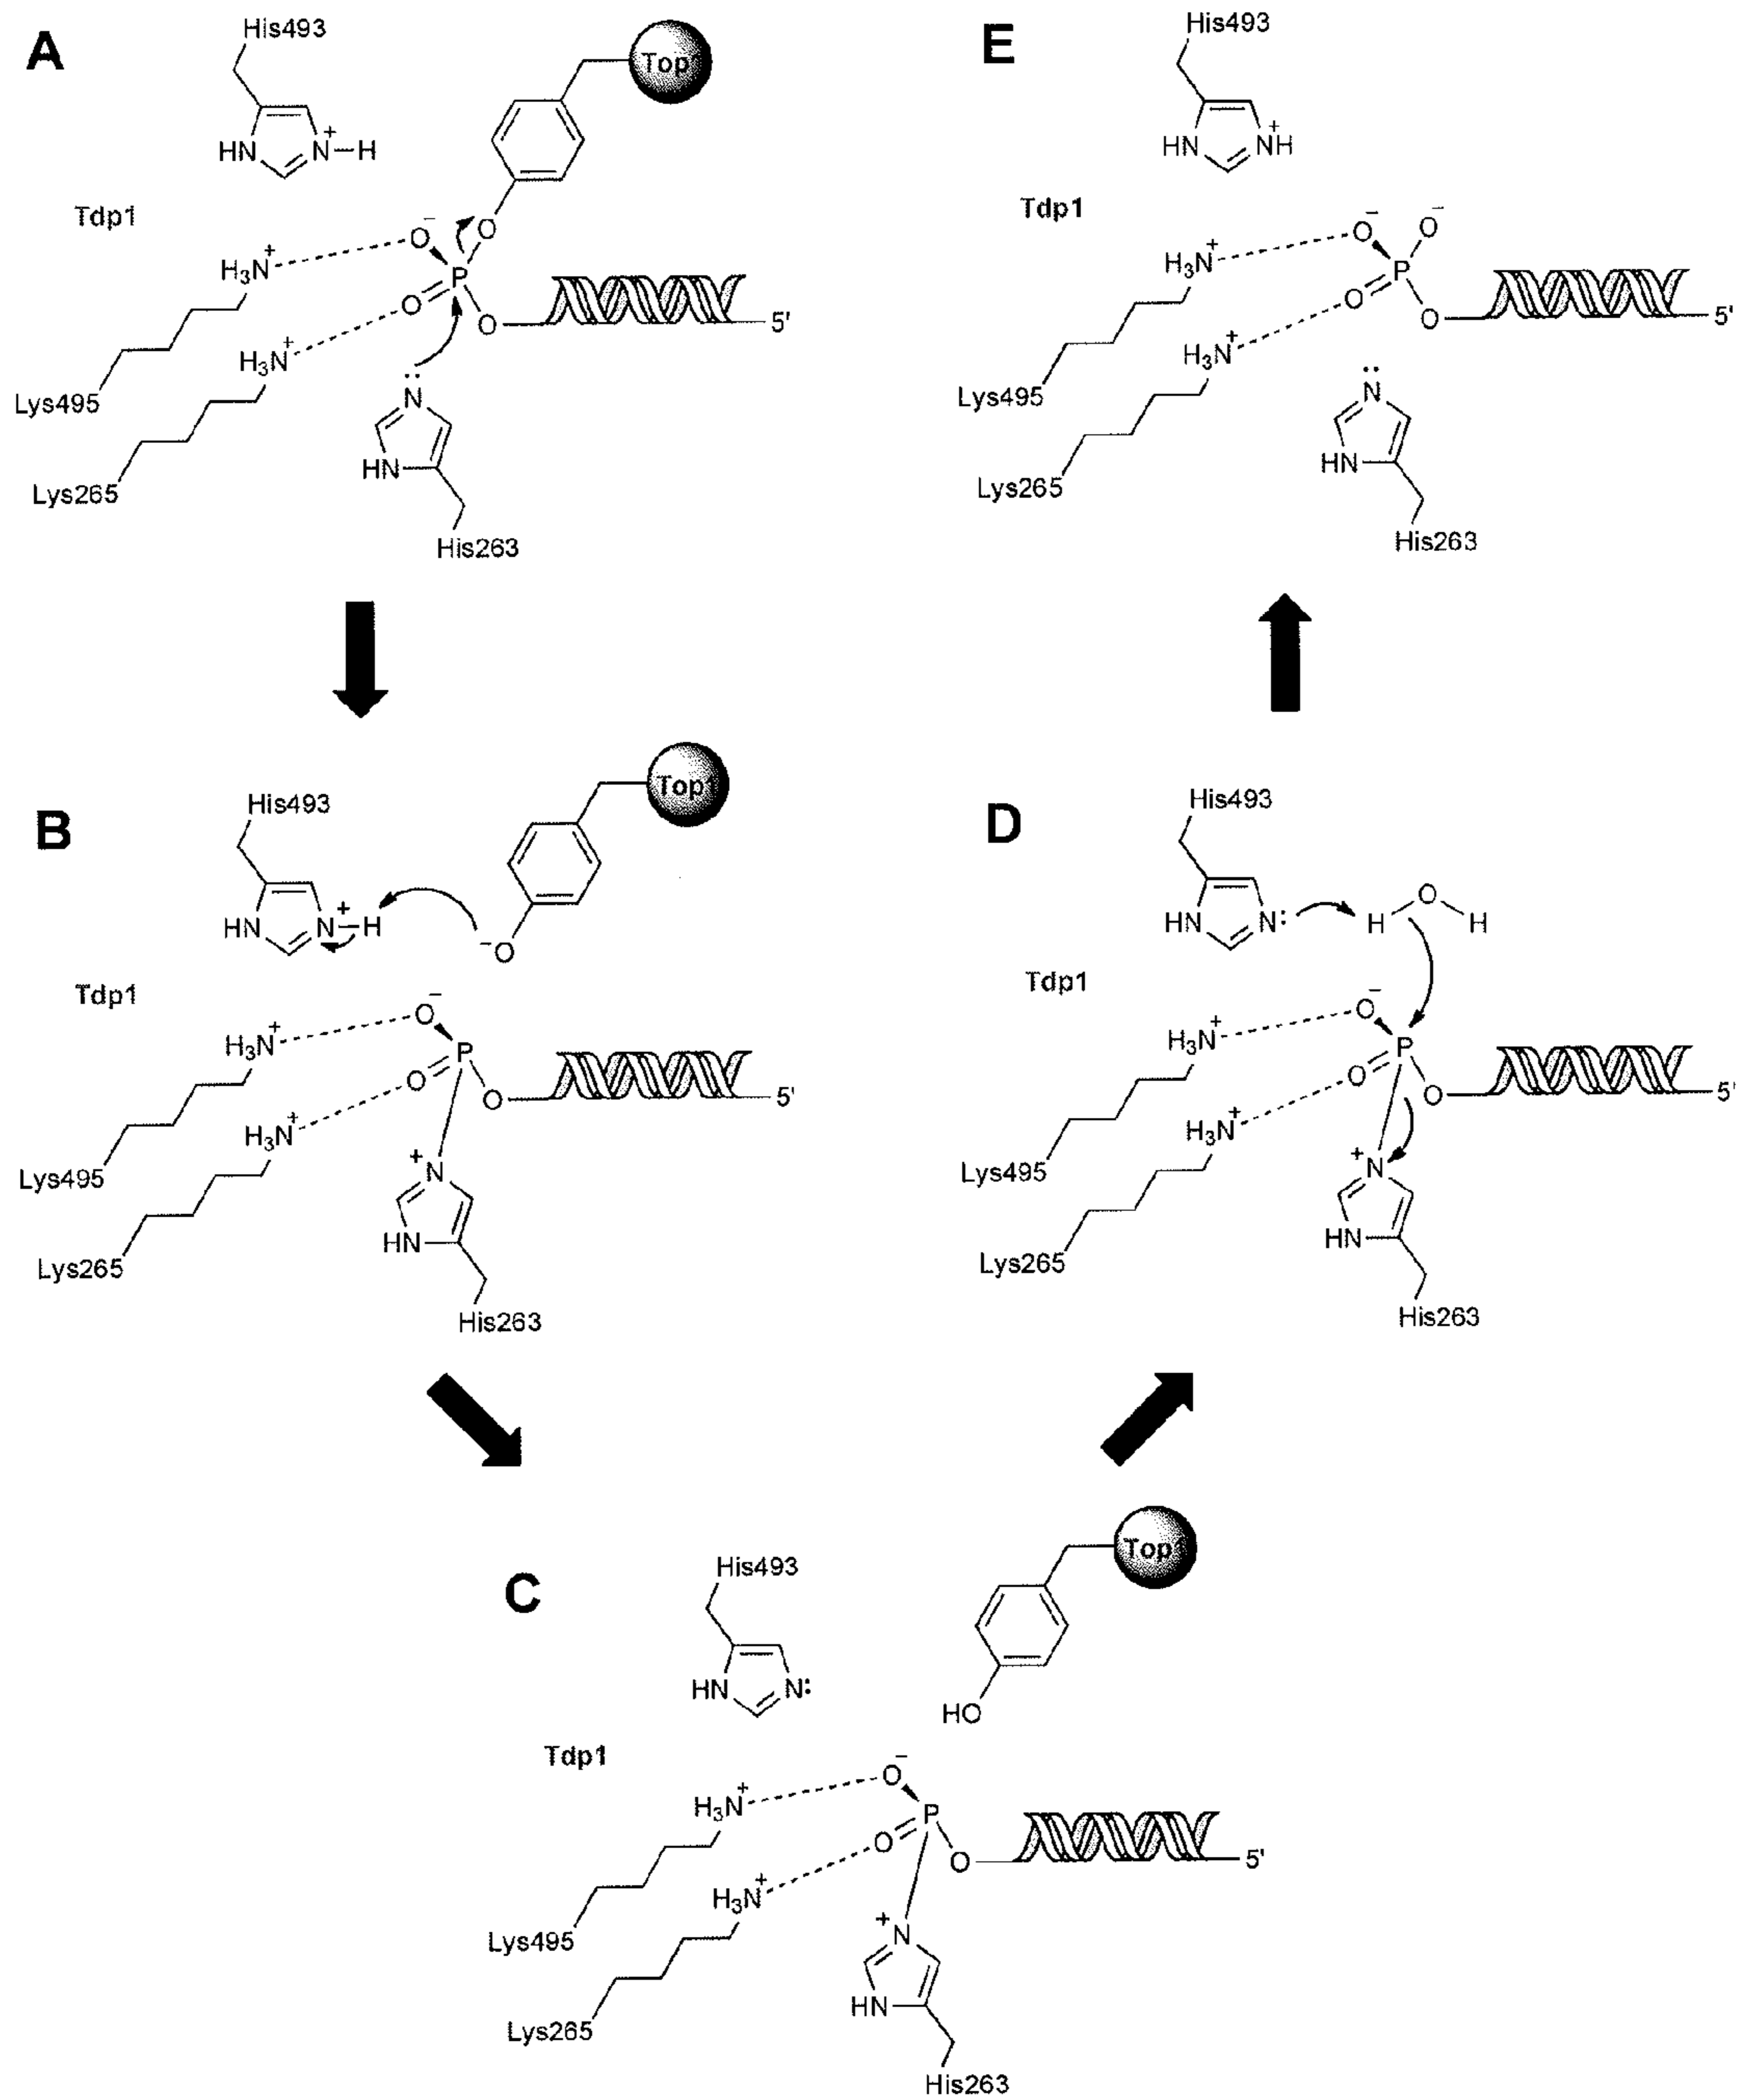 A
His493
Top1
HN
N+–H
Tdp1
O−
O
H3N+
P
O
O
5'
H3N+
Lys495
N
HN
Lys265
His263
B
His493
Top1
HN
N+–H
−O
Tdp1
O−
H3N+
P
O
O
5'
H3N+
N+
Lys495
HN
Lys265
His263
C
His493
Top1
HN
N:
HO
Tdp1
O−
H3N+
P
O
O
5'
H3N+
N+
Lys495
HN
Lys265
His263
D
His493
O
HN
N:
H
H
Tdp1
O−
H3N+
P
O
O
5'
H3N+
N+
Lys495
HN
Lys265
His263
E
His493
HN
NH+
Tdp1
O−
O−
H3N+
P
O
O
5'
H3N+
N
Lys495
HN
Lys265
His263